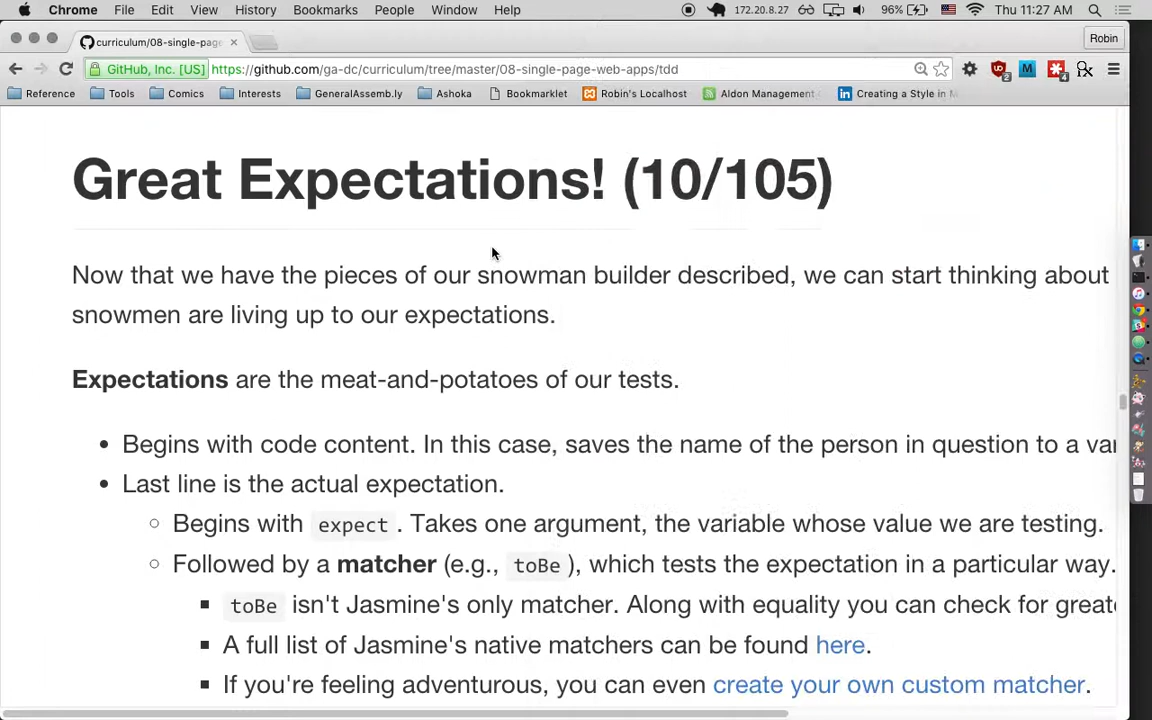 Chrome File Edit View History Bookmarks People Window Help 172.20.8.27 96% Thu 11:27 AM
curriculum/08-single-page Robin
GitHub, Inc. [US] https://github.com/ga-dc/curriculum/tree/master/08-single-page-web-apps/tdd
Reference Tools Comics Interests GeneralAssemb.ly Ashoka Bookmarklet Robin's Localhost Aldon Management Creating a Style in
Great Expectations! (10/105)
Now that we have the pieces of our snowman builder described, we can start thinking about
snowmen are living up to our expectations.
Expectations are the meat-and-potatoes of our tests.
• Begins with code content. In this case, saves the name of the person in question to a
• Last line is the actual expectation.
○ Begins with expect . Takes one argument, the variable whose value we are testing.
○ Followed by a matcher (e.g., toBe ), which tests the expectation in a particular way.
▪ toBe isn't Jasmine's only matcher. Along with equality you can check for
▪ A full list of Jasmine's native matchers can be found here.
▪ If you're feeling adventurous, you can even create your own custom matcher.